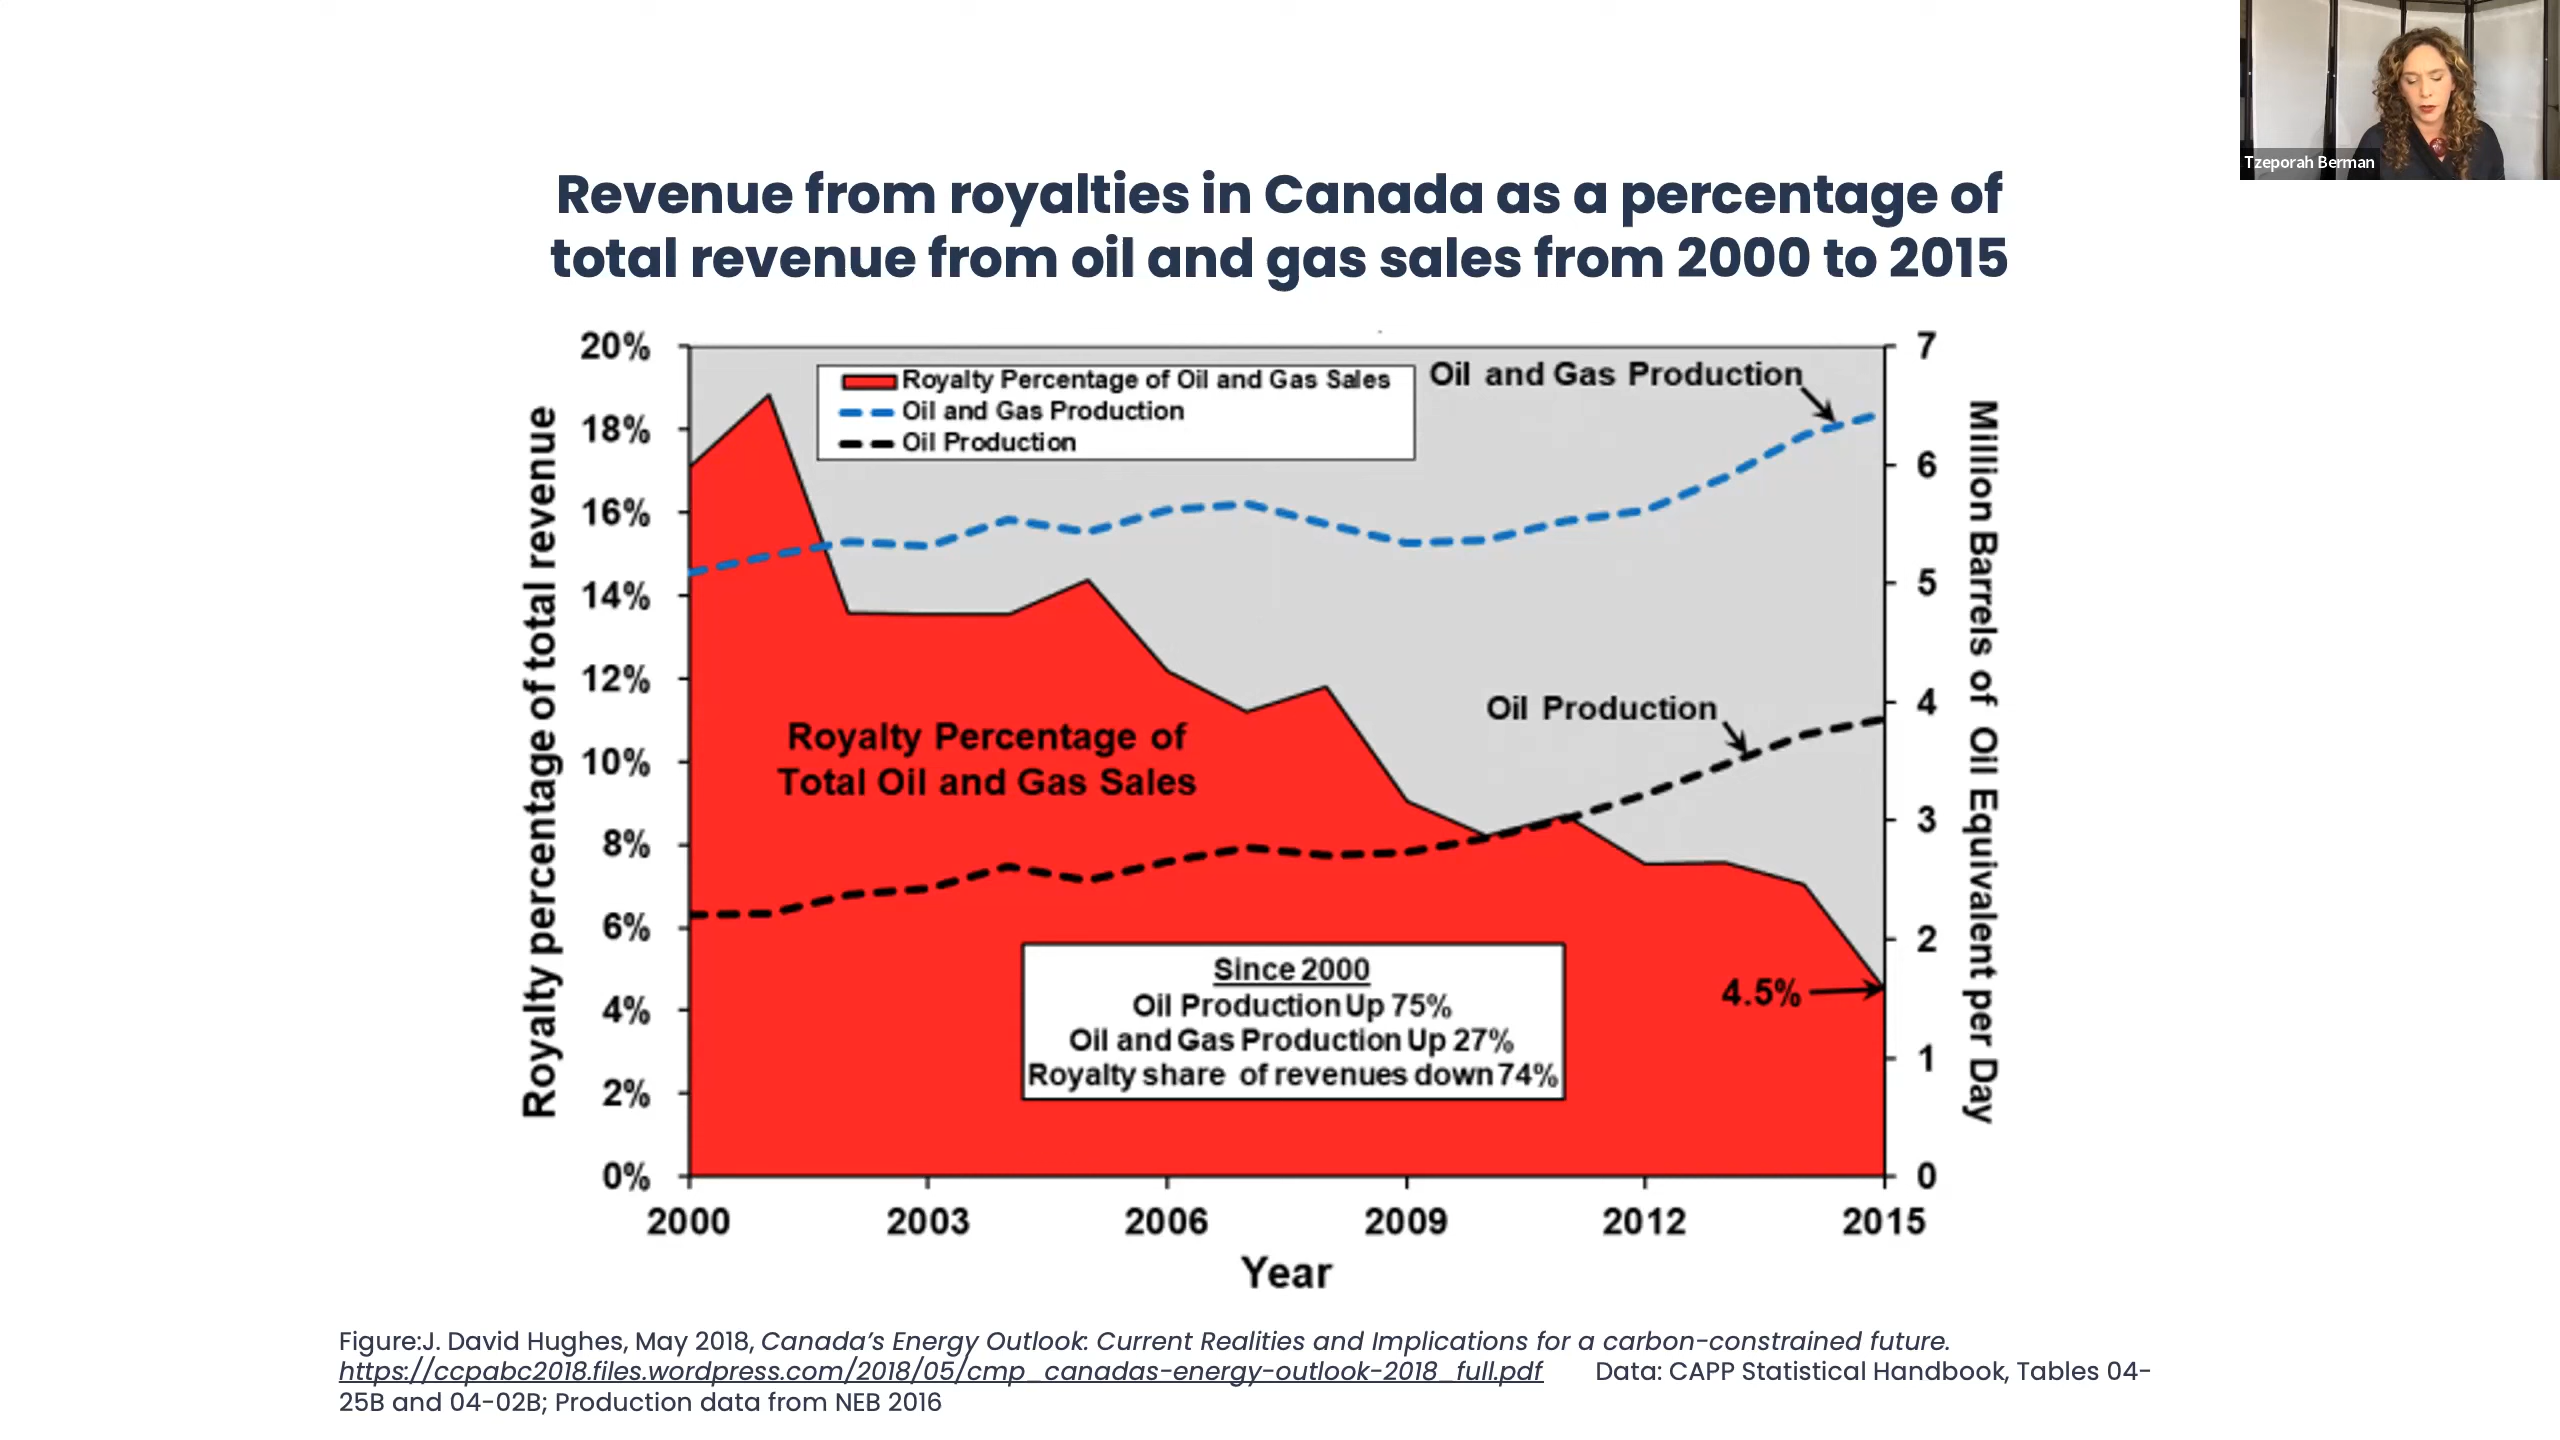 Tzeporah Berman
Revenue from royalties in Canada as a percentage of
total revenue from oil and gas sales from 2000 to 2015
Royalty percentage of total revenue
20%
18%
16%
14%
12%
10%
8%
6%
4%
2%
0%
Royalty Percentage of Oil and Gas Sales
Oil and Gas Production
Oil Production
Oil and Gas Production
Oil Production
Royalty Percentage of
Total Oil and Gas Sales
Since 2000
Oil Production Up 75%
Oil and Gas Production Up 27%
Royalty share of revenues down 74%
4.5%
7
6
5
4
3
2
1
0
Million Barrels of Oil Equivalent per Day
2000 2003 2006 2009 2012 2015
Year
Figure:J. David Hughes, May 2018, Canada’s Energy Outlook: Current Realities and Implications for a carbon-constrained future.
https://ccpabc2018.files.wordpress.com/2018/05/cmp_canadas-energy-outlook-2018_full.pdf Data: CAPP Statistical Handbook, Tables 04-
25B and 04-02B; Production data from NEB 2016